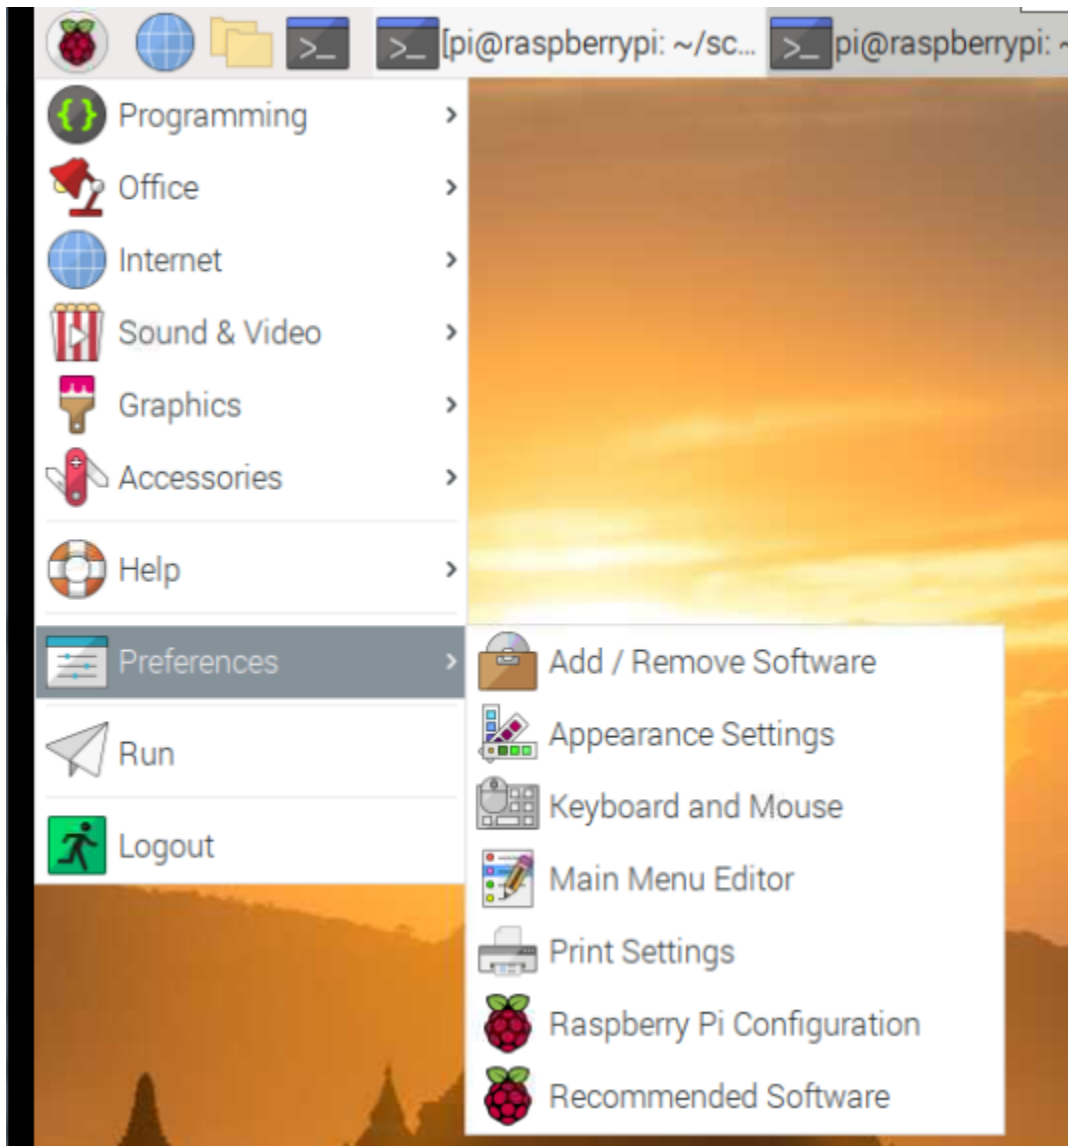 [pi@raspberrypi: ~/sc... pi@raspberrypi: ~
Programming
Office
Internet
Sound & Video
Graphics
Accessories
Help
Preferences
Run
Logout
Add / Remove Software
Appearance Settings
Keyboard and Mouse
Main Menu Editor
Print Settings
Raspberry Pi Configuration
Recommended Software